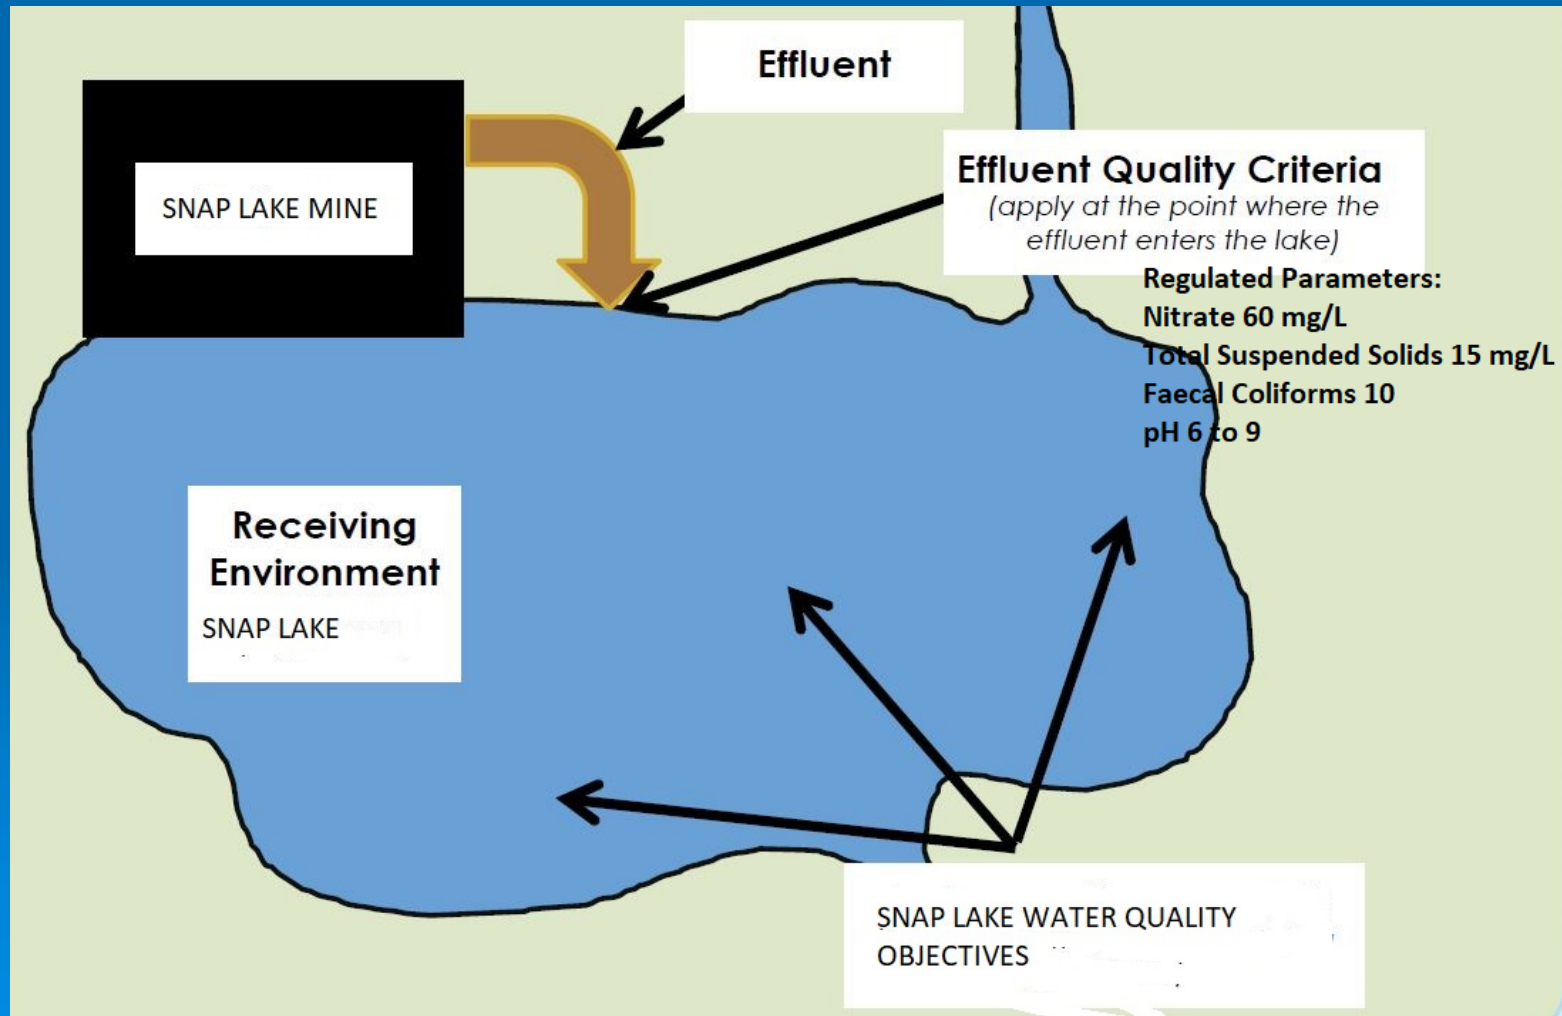 Effluent
SNAP LAKE MINE
Effluent Quality Criteria
(apply at the point where the
effluent enters the lake)
Regulated Parameters:
Nitrate 60 mg/L
Total Suspended Solids 15 mg/L
Faecal Coliforms 10
pH 6 to 9
Receiving
Environment
SNAP LAKE
SNAP LAKE WATER QUALITY
OBJECTIVES